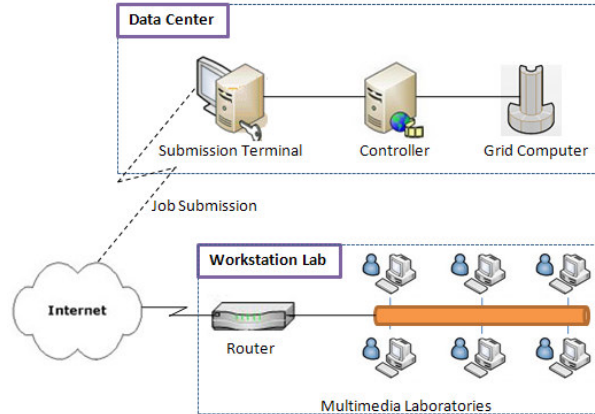 Data Center
Submission Terminal
Controller
Grid Computer
Job Submission
Workstation Lab
Internet
Router
Multimedia Laboratories